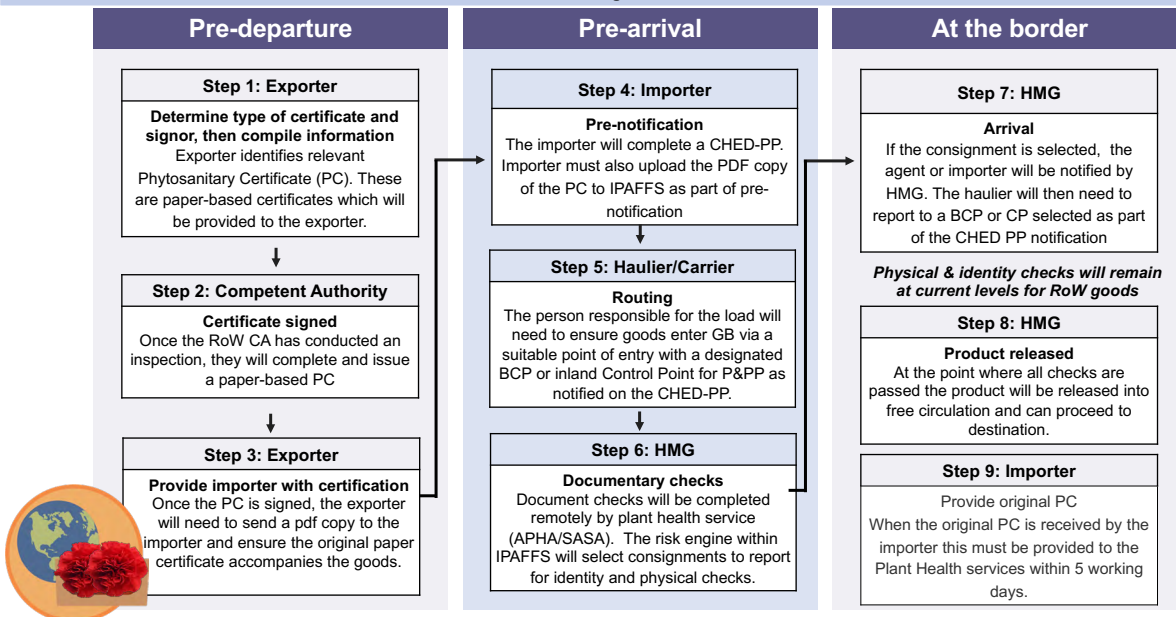 Pre-departure
Step 1: Exporter
Determine type of certificate and
signor, then compile information
Exporter identifies relevant
Phytosanitary Certificate (PC). These
are paper-based certificates which will
be provided to the exporter.
Step 2: Competent Authority
Certificate signed
Once the RoW CA has conducted an
inspection, they will complete and issue
a paper-based PC
Step 3: Exporter
Provide importer with certification
Once the PC is signed, the exporter
will need to send a pdf copy to the
importer and ensure the original paper
certificate accompanies the goods.
Pre-arrival
Step 4: Importer
Pre-notification
The importer will complete a CHED-PP.
Importer must also upload the PDF copy
of the PC to IPAFFS as part of pre-
notification
Step 5: Haulier/Carrier
Routing
The person responsible for the load will
need to ensure goods enter GB via a
suitable point of entry with a designated
BCP or inland Control Point for P&PP as
notified on the CHED-PP.
Step 6: HMG
Documentary checks
Document checks will be completed
remotely by plant health service
(APHA/SASA). The risk engine within
IPAFFS will select consignments to report
for identity and physical checks.
At the border
Step 7: HMG
Arrival
If the consignment is selected, the
agent or importer will be notified by
HMG. The haulier will then need to
report to a BCP or CP selected as part
of the CHED PP notification
Physical & identity checks will remain
at current levels for RoW goods
Step 8: HMG
Product released
At the point where all checks are
passed the product will be released into
free circulation and can proceed to
destination.
Step 9: Importer
Provide original PC
When the original PC is received by the
importer this must be provided to the
Plant Health services within 5 working
days.